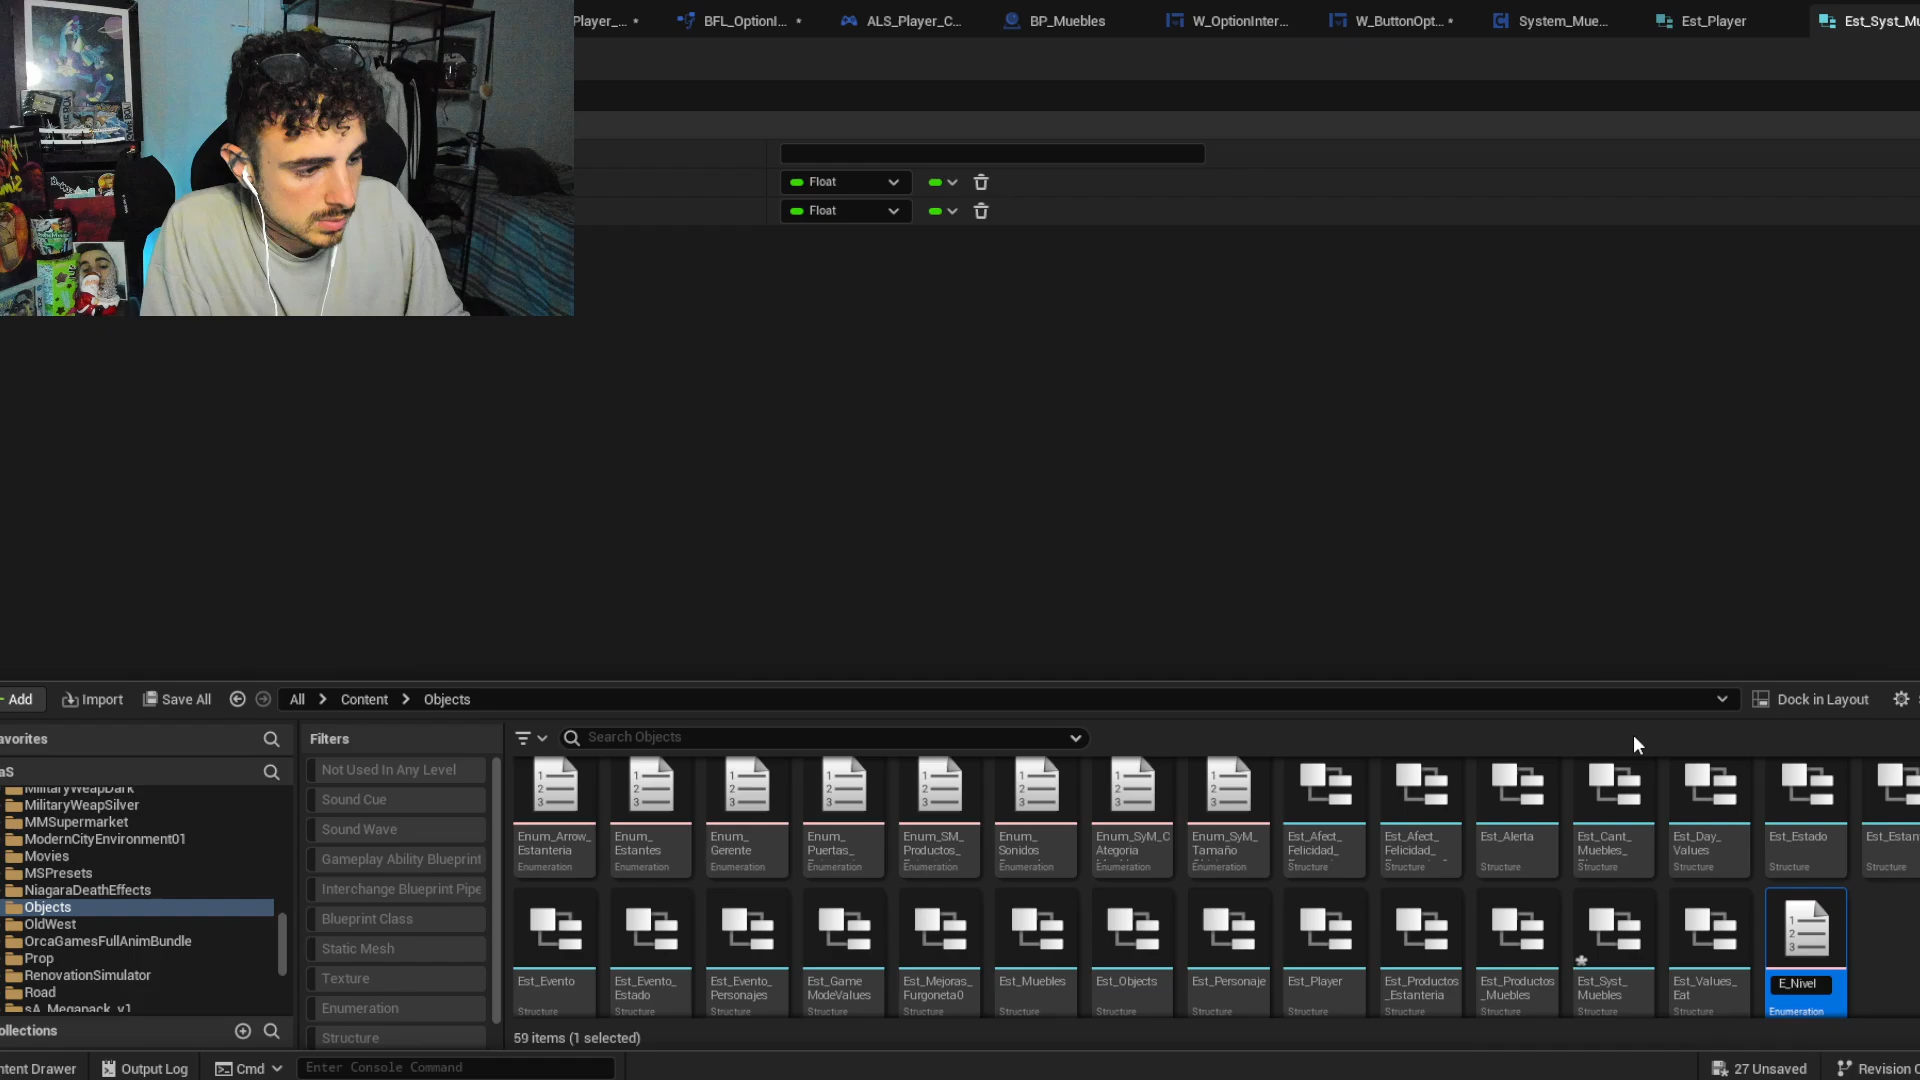 Player_... *
BFL_OptionI... *
ALS_Player_C...
BP_Muebles
W_OptionInter...
W_ButtonOpt... *
System_Mue...
Est_Player
Est_Syst_Mu
Float
Float
Add
Import
Save All
All > Content > Objects
Dock in Layout
avorites
aS
MilitaryWeapDark
MilitaryWeapSilver
MMSupermarket
ModernCityEnvironment01
Movies
MSPresets
NiagaraDeathEffects
Objects
OldWest
OrcaGamesFullAnimBundle
Prop
RenovationSimulator
Road
sA_Megapack_v1
ollections
Filters
Not Used In Any Level
Sound Cue
Sound Wave
Gameplay Ability Blueprint
Interchange Blueprint Pipe
Blueprint Class
Static Mesh
Texture
Enumeration
Structure
Search Objects
Enum_Arrow_
Estanteria
Enumeration
Enum_
Estantes
Enumeration
Enum_
Gerente
Enumeration
Enum_
Puertas_
Enumeration
Enum_SM_
Productos_
Enumeration
Enum_
Sonidos
Enumeration
Enum_SyM_C
Ategoria
Enumeration
Enum_SyM_
Tamaño
Enumeration
Est_Afect_
Felicidad_
Structure
Est_Afect_
Felicidad_
Structure
Est_Alerta
Structure
Est_Cant_
Muebles_
Structure
Est_Day_
Values
Structure
Est_Estado
Structure
Est_Estan
Structure
Est_Evento
Structure
Est_Evento_
Estado
Structure
Est_Evento_
Personajes
Structure
Est_Game
ModeValues
Structure
Est_Mejoras_
Furgoneta0
Structure
Est_Muebles
Structure
Est_Objects
Structure
Est_Personaje
Structure
Est_Player
Structure
Est_Productos
_Estanteria
Structure
Est_Productos
_Muebles
Structure
Est_Syst_
Muebles
Structure
Est_Values_
Eat
Structure
E_Nivel
Enumeration
59 items (1 selected)
ntent Drawer
Output Log
Cmd
Enter Console Command
27 Unsaved
Revision C